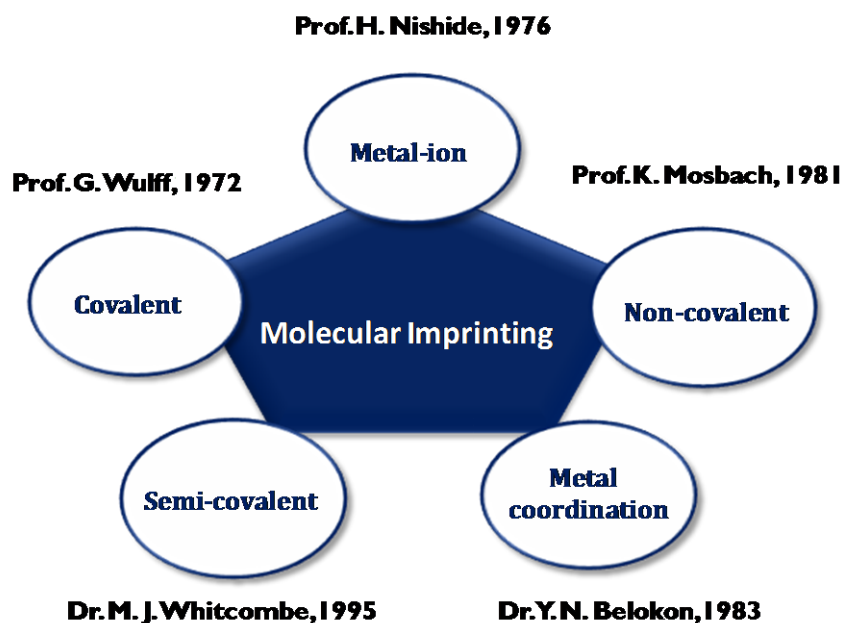 Prof. H. Nishide, 1976
Metal-ion
Prof. G. Wulff, 1972
Prof. K. Mosbach, 1981
Covalent
Non-covalent
Molecular Imprinting
Semi-covalent
Metal
coordination
Dr. M. J. Whitcombe, 1995
Dr. Y. N. Belokon, 1983